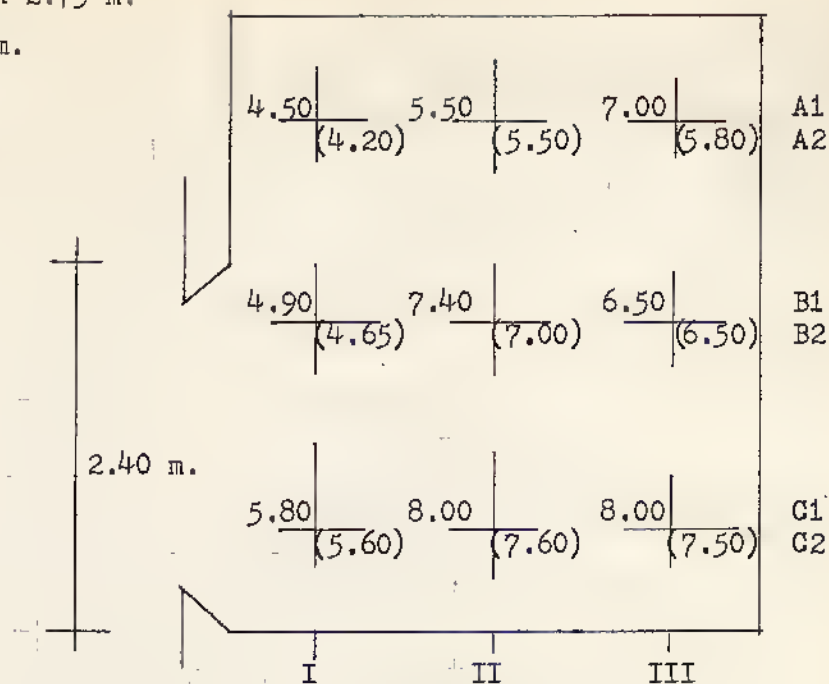 m.
4.50 5.50 7.00 A1
(4.20) (5.50) (5.80) A2
4.90 7.40 6.50 B1
(4.65) (7.00) (6.50) B2
2.40 m.
5.80 8.00 8.00 C1
(5.60) (7.60) (7.50) C2
I II III